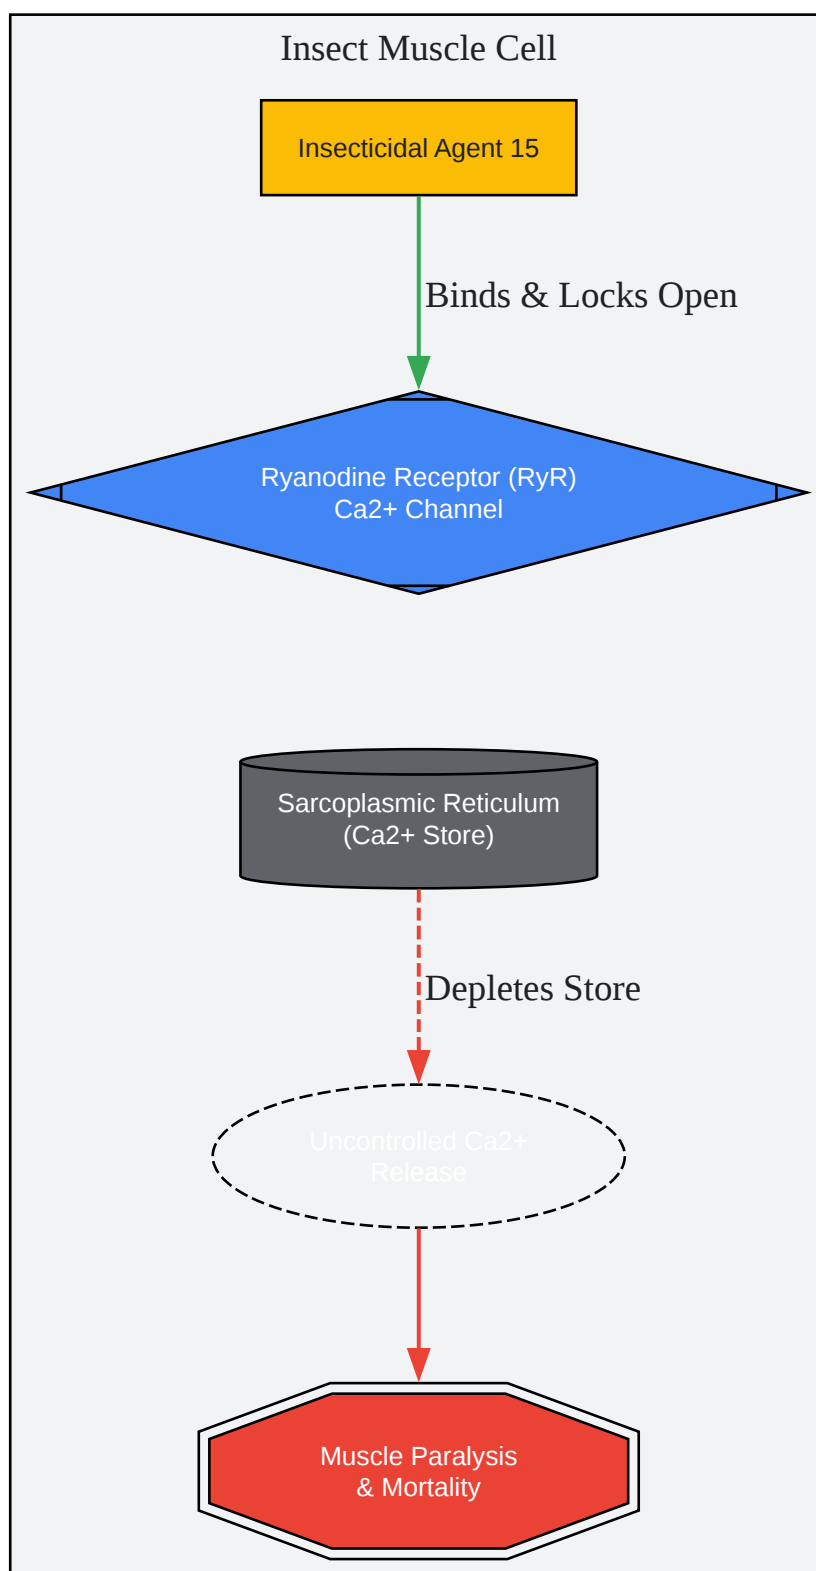 Insect Muscle Cell
Insecticidal Agent 15
Binds & Locks Open
Ryanodine Receptor (RyR)
Ca2+ Channel
Sarcoplasmic Reticulum
(Ca2+ Store)
Depletes Store
Uncontrolled Ca2+
Release
Muscle Paralysis
& Mortality